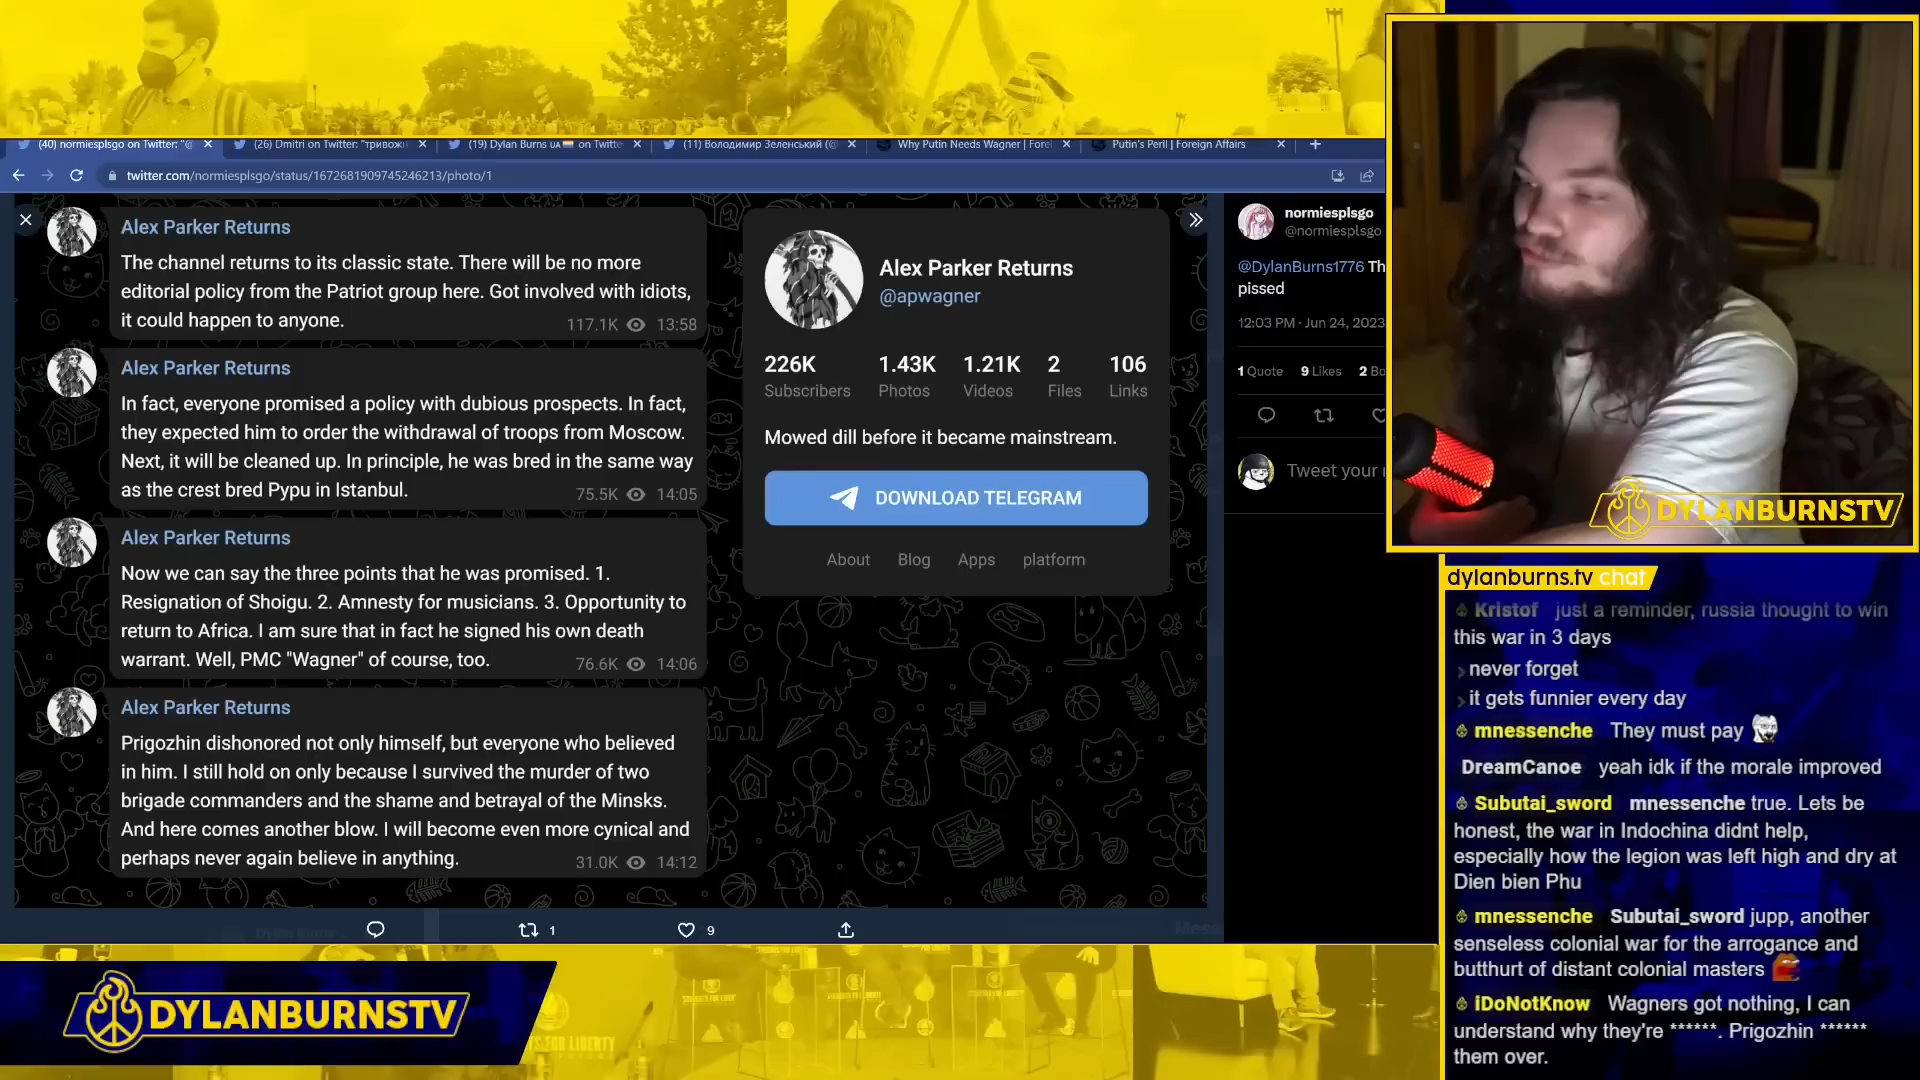 (40) normiesplsgo on Twitter: "@
(26) Dmitri on Twitter: "тривож
(19) Dylan Burns UA on Twitte
(11) Володимир Зеленський (@
Why Putin Needs Wagner | Forei
Putin's Peril | Foreign Affairs
twitter.com/normiesplsgo/status/1672681909745246213/photo/1
Alex Parker Returns
The channel returns to its classic state. There will be no more
editorial policy from the Patriot group here. Got involved with idiots,
it could happen to anyone.
117.1K 13:58
Alex Parker Returns
In fact, everyone promised a policy with dubious prospects. In fact,
they expected him to order the withdrawal of troops from Moscow.
Next, it will be cleaned up. In principle, he was bred in the same way
as the crest bred Pypu in Istanbul.
75.5K 14:05
Alex Parker Returns
Now we can say the three points that he was promised. 1.
Resignation of Shoigu. 2. Amnesty for musicians. 3. Opportunity to
return to Africa. I am sure that in fact he signed his own death
warrant. Well, PMC "Wagner" of course, too.
76.6K 14:06
Alex Parker Returns
Prigozhin dishonored not only himself, but everyone who believed
in him. I still hold on only because I survived the murder of two
brigade commanders and the shame and betrayal of the Minsks.
And here comes another blow. I will become even more cynical and
perhaps never again believe in anything.
31.0K 14:12
1
9
Alex Parker Returns
@apwagner
226K 1.43K 1.21K 2 106
Subscribers Photos Videos Files Links
Mowed dill before it became mainstream.
DOWNLOAD TELEGRAM
About Blog Apps platform
normiesplsgo
@normiesplsgo
@DylanBurns1776 Th
pissed
12:03 PM · Jun 24, 2023
1 Quote 9 Likes 2 Bo
Tweet your r
DYLANBURNSTV
dylanburns.tv chat
Kristof just a reminder, russia thought to win
this war in 3 days
never forget
it gets funnier every day
mnessenche They must pay
DreamCanoe yeah idk if the morale improved
Subutai_sword mnessenche true. Lets be
honest, the war in Indochina didnt help,
especially how the legion was left high and dry at
Dien bien Phu
mnessenche Subutai_sword jupp, another
senseless colonial war for the arrogance and
butthurt of distant colonial masters
iDoNotKnow Wagners got nothing, I can
understand why they're ******. Prigozhin ******
them over.
DYLANBURNSTV